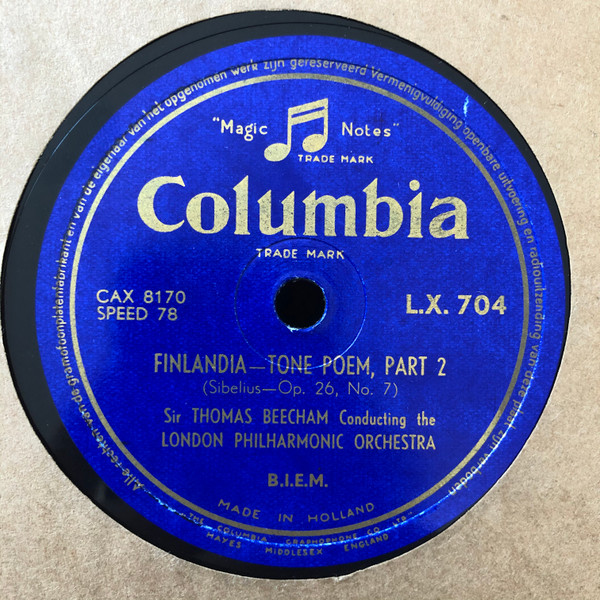 Alle rechten van de gramofoonplatenfabrikant en van de eigenaar van het opgenomen werk zijn gereserveerd Vermenigvuldiging openbare uitvoering en radiouitzending van deze plaat zijn verboden
"Magic Notes"
TRADE MARK
Columbia
TRADE MARK
CAX 8170
SPEED 78
L.X. 704
FINLANDIA—TONE POEM, PART 2
(Sibelius—Op. 26, No. 7)
Sir THOMAS BEECHAM Conducting the
LONDON PHILHARMONIC ORCHESTRA
B.I.E.M.
MADE IN HOLLAND
THE COLUMBIA GRAPHOPHONE CO. LTD.
HAYES MIDDLESEX ENGLAND